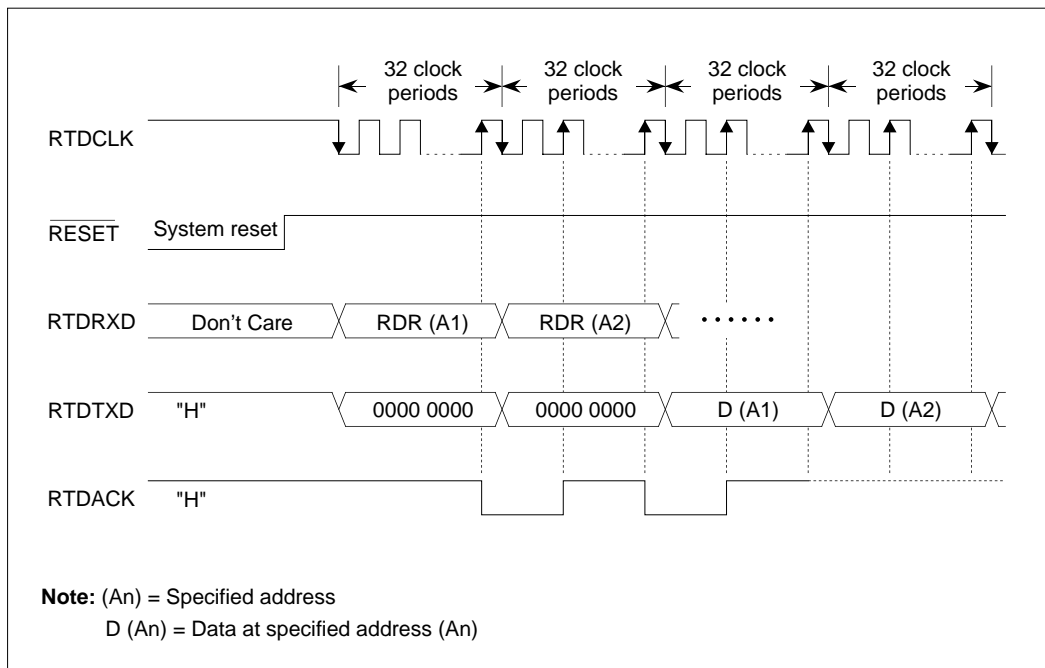 32 clock periods 32 clock periods 32 clock periods 32 clock periods
RTDCLK
RESET System reset
RTDRXD Don't Care RDR (A1) RDR (A2) • • • • • •
RTDTXD "H" 0000 0000 0000 0000 D (A1) D (A2)
RTDACK "H"
Note: (An) = Specified address
D (An) = Data at specified address (An)